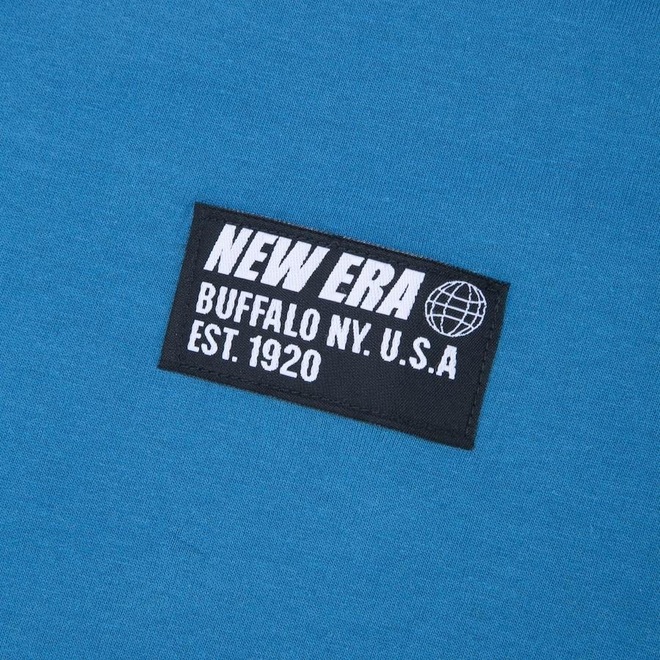 NEW ERA
BUFFALO NY. U.S.A
EST. 1920